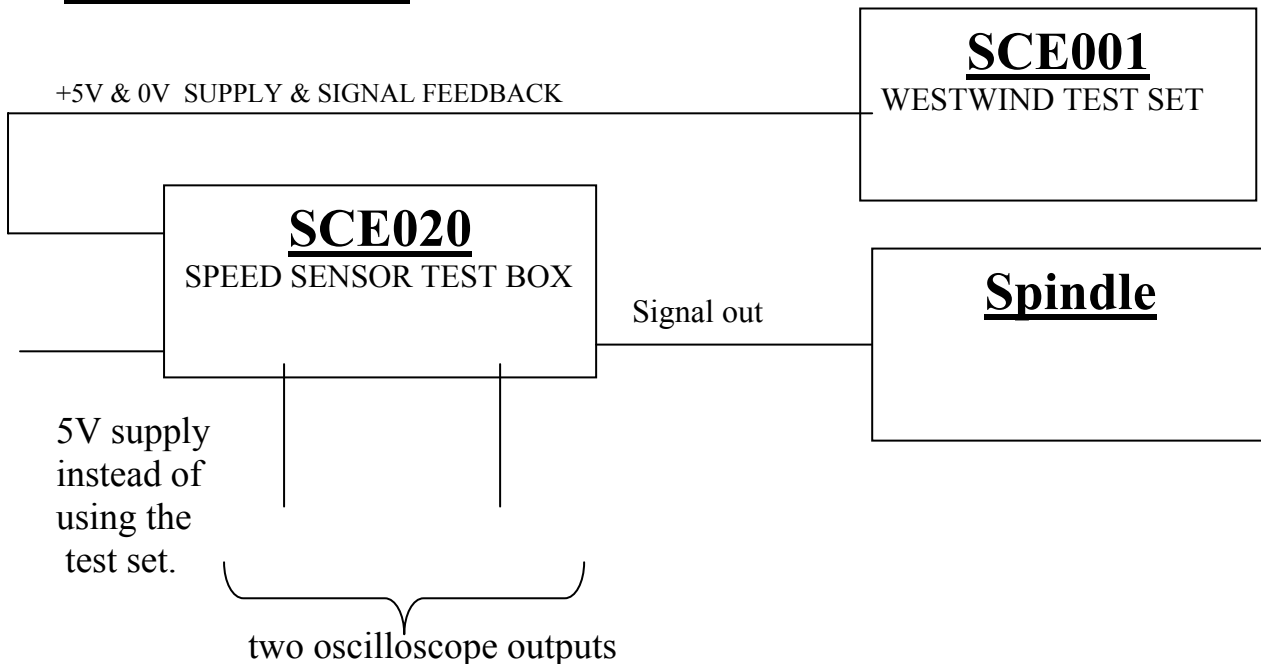 SCE001
WESTWIND TEST SET
+5V & 0V SUPPLY & SIGNAL FEEDBACK
SCE020
SPEED SENSOR TEST BOX
Signal out
Spindle
5V supply
instead of
using the
test set.
two oscilloscope outputs